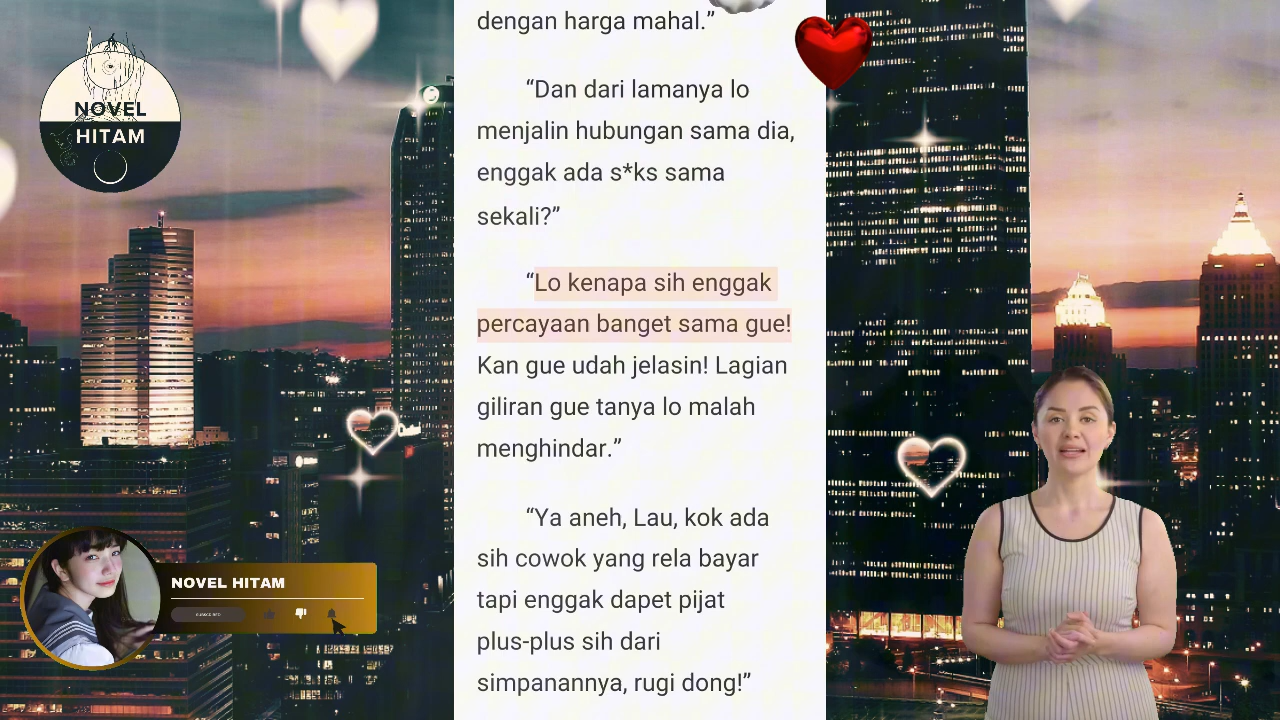 NOVEL
HITAM
dengan harga mahal.”
“Dan dari lamanya lo
menjalin hubungan sama dia,
enggak ada s*ks sama
sekali?”
“Lo kenapa sih enggak
percayaan banget sama gue!
Kan gue udah jelasin! Lagian
giliran gue tanya lo malah
menghindar.”
“Ya aneh, Lau, kok ada
sih cowok yang rela bayar
tapi enggak dapet pijat
plus-plus sih dari
simpanannya, rugi dong!”
NOVEL HITAM